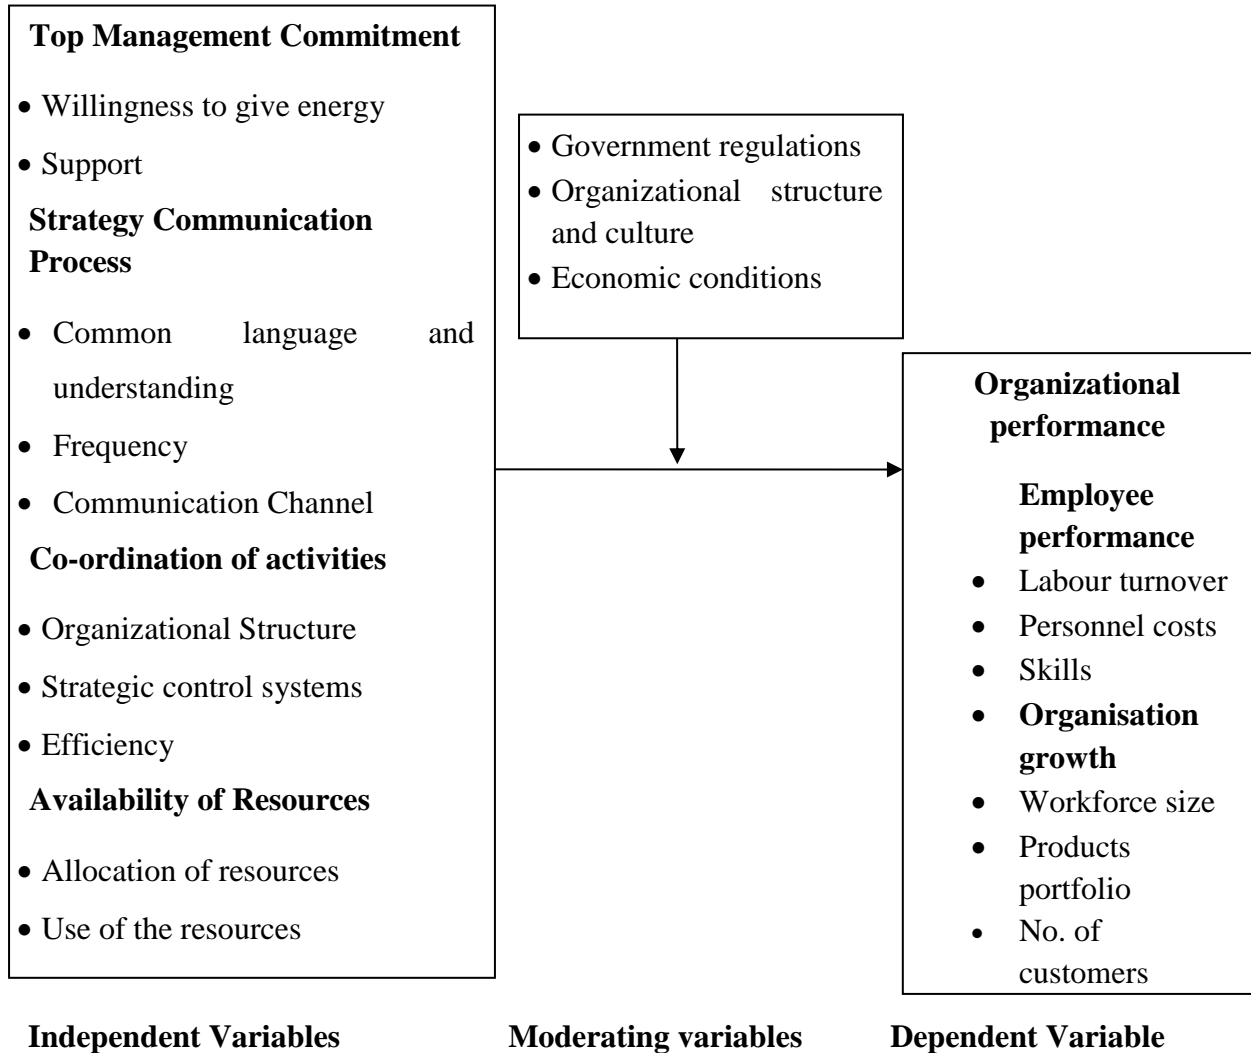 Top Management Commitment
• Willingness to give energy
• Support
Strategy Communication
Process
• Common language and
understanding
• Frequency
• Communication Channel
Co-ordination of activities
• Organizational Structure
• Strategic control systems
• Efficiency
Availability of Resources
• Allocation of resources
• Use of the resources
• Government regulations
• Organizational structure
and culture
• Economic conditions
Organizational
performance
Employee
performance
• Labour turnover
• Personnel costs
• Skills
• Organisation
growth
• Workforce size
• Products
portfolio
• No. of
customers
Independent Variables
Moderating variables
Dependent Variable